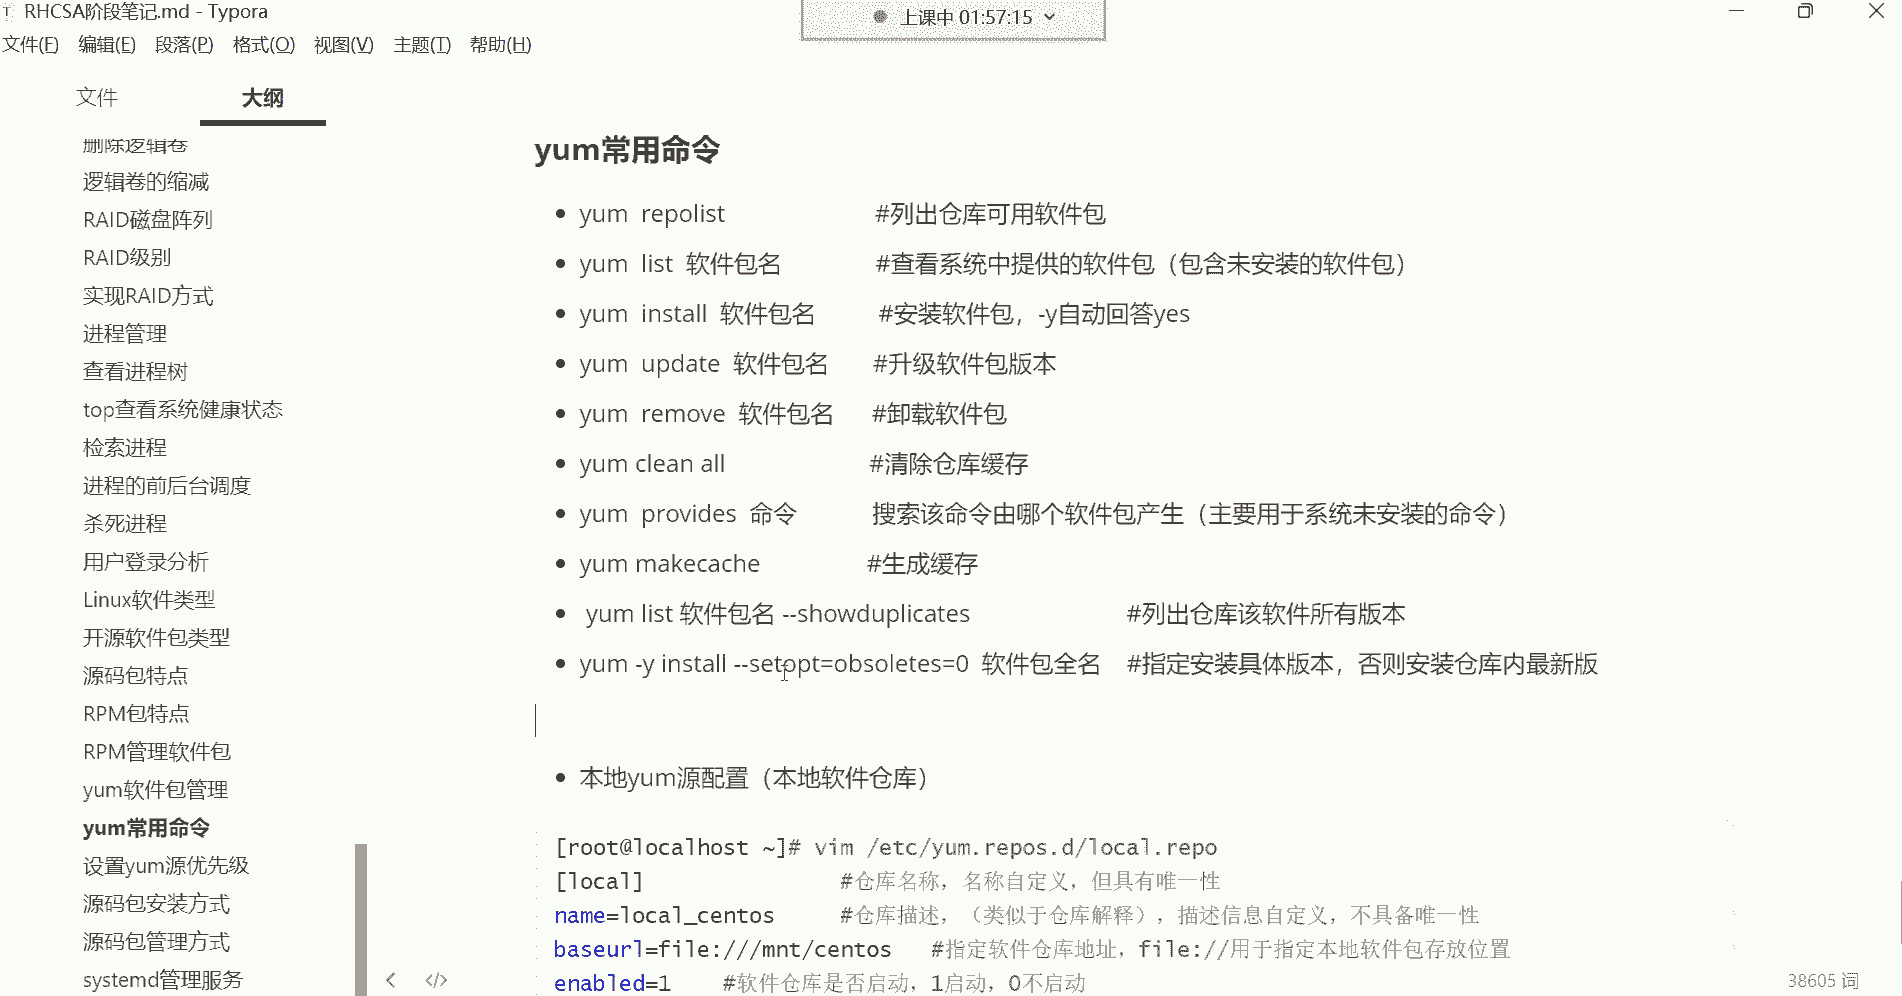 RHCSA阶段笔记.md - Typora
上课中 01:57:15
文件(F) 编辑(E) 段落(P) 格式(O) 视图(V) 主题(T) 帮助(H)
文件 大纲
删除逻辑卷
逻辑卷的缩减
RAID磁盘阵列
RAID级别
实现RAID方式
进程管理
查看进程树
top查看系统健康状态
检索进程
进程的前后台调度
杀死进程
用户登录分析
Linux软件类型
开源软件包类型
源码包特点
RPM包特点
RPM管理软件包
yum软件包管理
yum常用命令
设置yum源优先级
源码包安装方式
源码包管理方式
systemd管理服务
yum常用命令
yum repolist #列出仓库可用软件包
yum list 软件包名 #查看系统中提供的软件包（包含未安装的软件包）
yum install 软件包名 #安装软件包，-y自动回答yes
yum update 软件包名 #升级软件包版本
yum remove 软件包名 #卸载软件包
yum clean all #清除仓库缓存
yum provides 命令 搜索该命令由哪个软件包产生（主要用于系统未安装的命令）
yum makecache #生成缓存
yum list 软件包名 --showduplicates #列出仓库该软件所有版本
yum -y install --setopt=obsoletes=0 软件包全名 #指定安装具体版本，否则安装仓库内最新版
本地yum源配置（本地软件仓库）
[root@localhost ~]# vim /etc/yum.repos.d/local.repo
[local] #仓库名称，名称自定义，但具有唯一性
name=local_centos #仓库描述，（类似于仓库解释），描述信息自定义，不具备唯一性
baseurl=file:///mnt/centos #指定软件仓库地址，file://用于指定本地软件包存放位置
enabled=1 #软件仓库是否启动，1启动，0不启动
38605 词